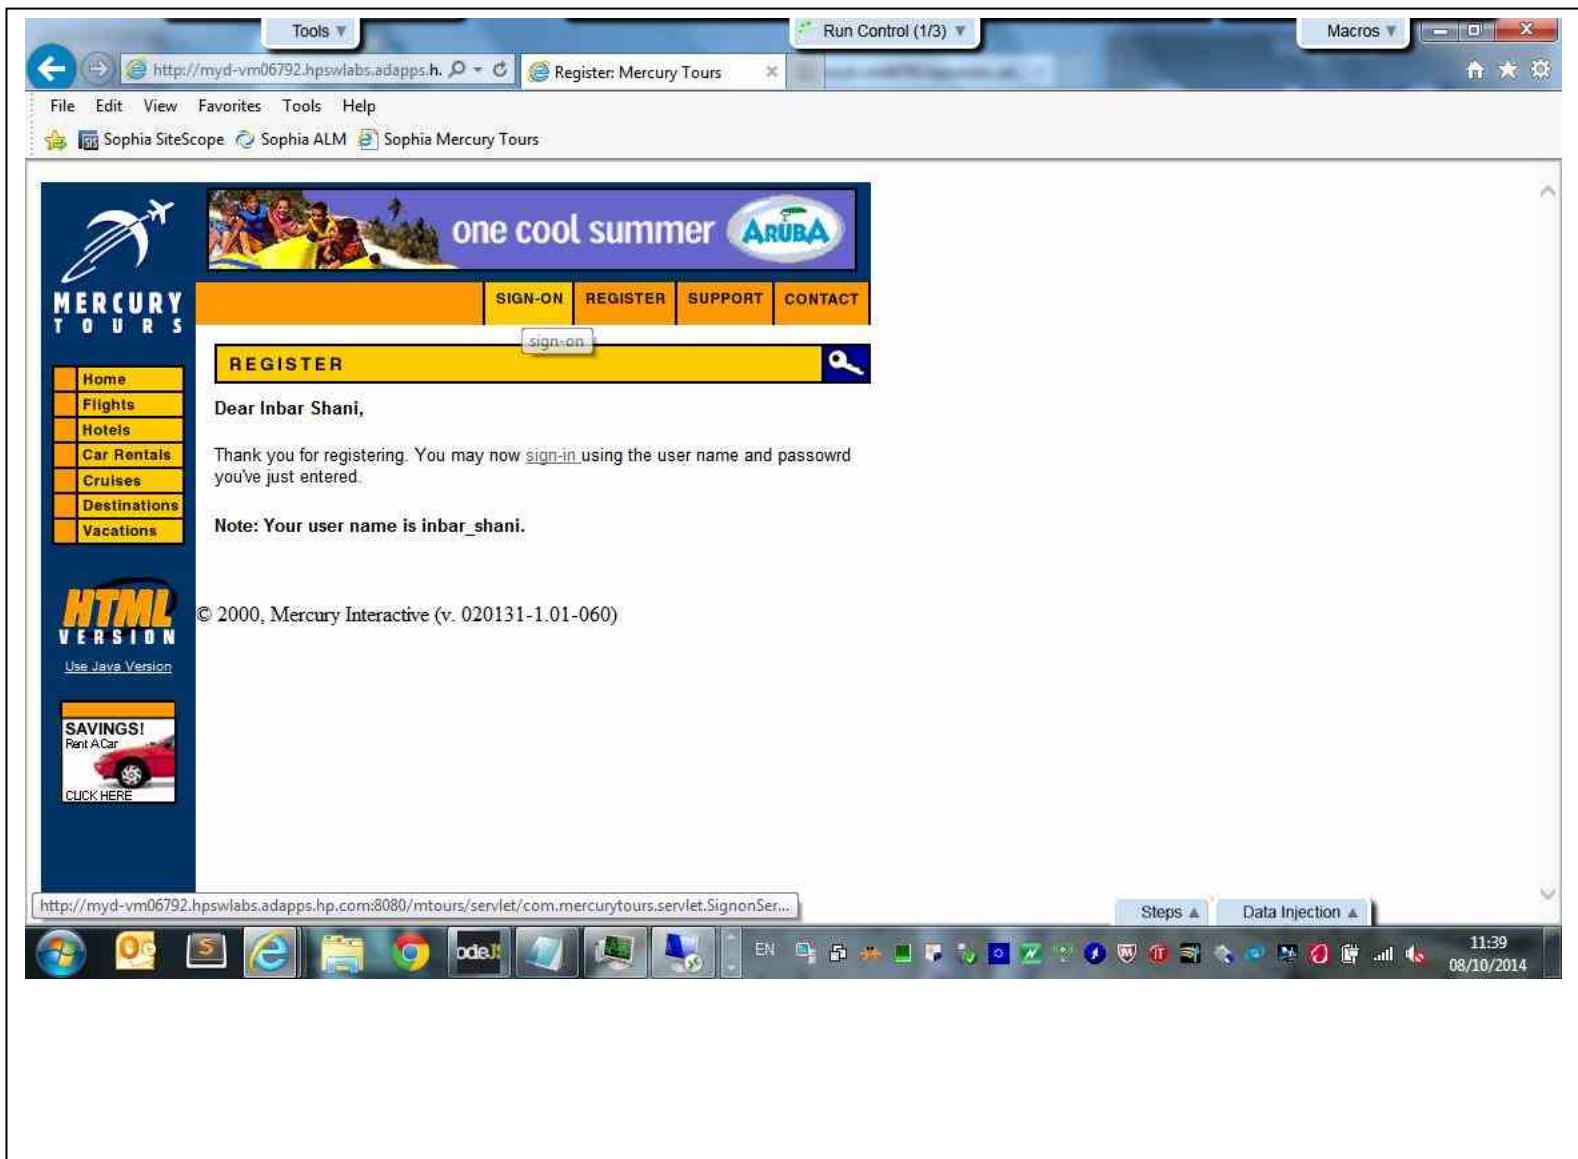 Tools
Run Control (1/3)
Macros
http://myd-vm06792.hpswlabs.adapps.h.
Register: Mercury Tours
File Edit View Favorites Tools Help
Sophia SiteScope Sophia ALM Sophia Mercury Tours
one cool summer ARUBA
MERCURY
TOURS
SIGN-ON REGISTER SUPPORT CONTACT
sign-on
REGISTER
Home
Flights
Hotels
Car Rentals
Cruises
Destinations
Vacations
Dear Inbar Shani,
Thank you for registering. You may now sign-in using the user name and passowrd
you've just entered.
Note: Your user name is inbar_shani.
HTML
VERSION
Use Java Version
© 2000, Mercury Interactive (v. 020131-1.01-060)
SAVINGS!
Rent A Car
CLICK HERE
http://myd-vm06792.hpswlabs.adapps.hp.com:8080/mtours/servlet/com.mercurytours.servlet.SignonSer...
Steps
Data Injection
EN
11:39
08/10/2014